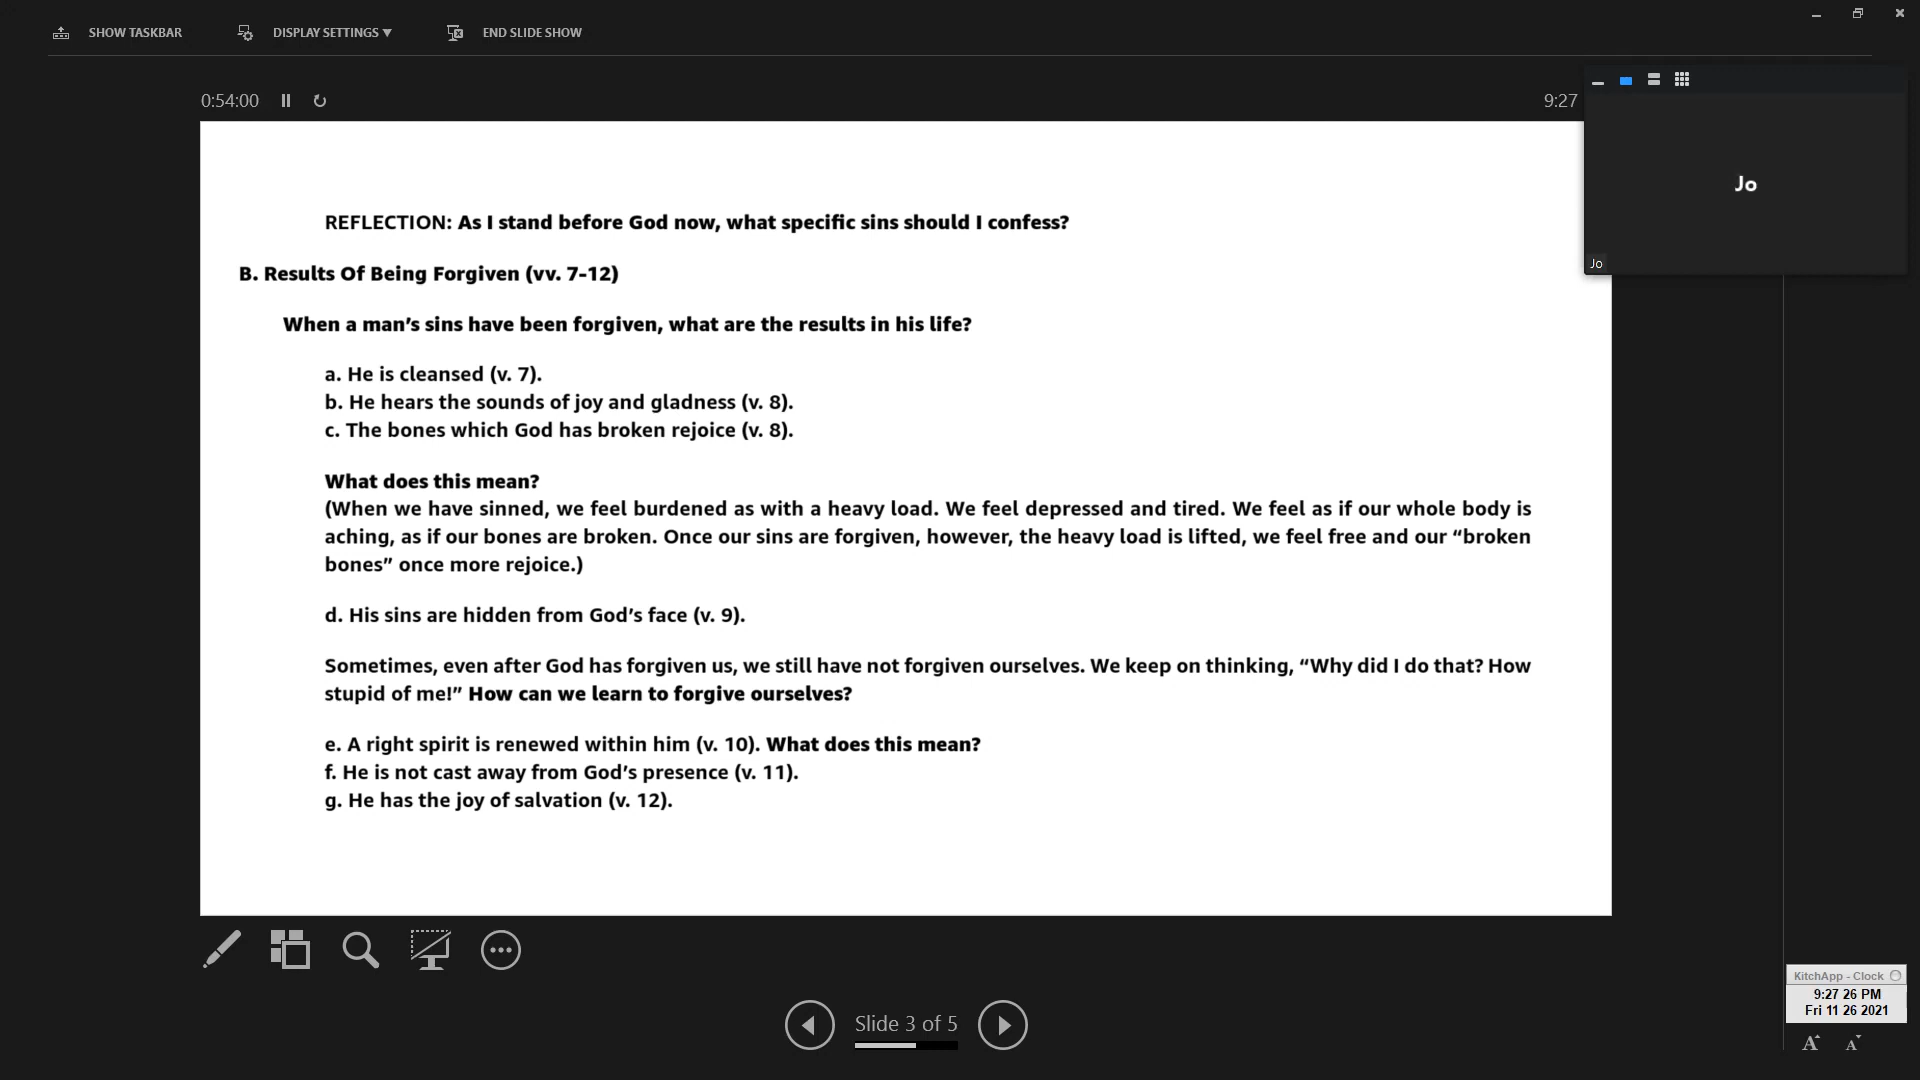 SHOW TASKBAR DISPLAY SETTINGS ▼ END SLIDE SHOW
0:54:00 9:27
Jo
Jo
REFLECTION: As I stand before God now, what specific sins should I confess?
B. Results Of Being Forgiven (vv. 7-12)
When a man’s sins have been forgiven, what are the results in his life?
a. He is cleansed (v. 7).
b. He hears the sounds of joy and gladness (v. 8).
c. The bones which God has broken rejoice (v. 8).
What does this mean?
(When we have sinned, we feel burdened as with a heavy load. We feel depressed and tired. We feel as if our whole body is
aching, as if our bones are broken. Once our sins are forgiven, however, the heavy load is lifted, we feel free and our “broken
bones” once more rejoice.)
d. His sins are hidden from God’s face (v. 9).
Sometimes, even after God has forgiven us, we still have not forgiven ourselves. We keep on thinking, “Why did I do that? How
stupid of me!” How can we learn to forgive ourselves?
e. A right spirit is renewed within him (v. 10). What does this mean?
f. He is not cast away from God’s presence (v. 11).
g. He has the joy of salvation (v. 12).
Slide 3 of 5
KitchApp - Clock
9:27 26 PM
Fri 11 26 2021
A A